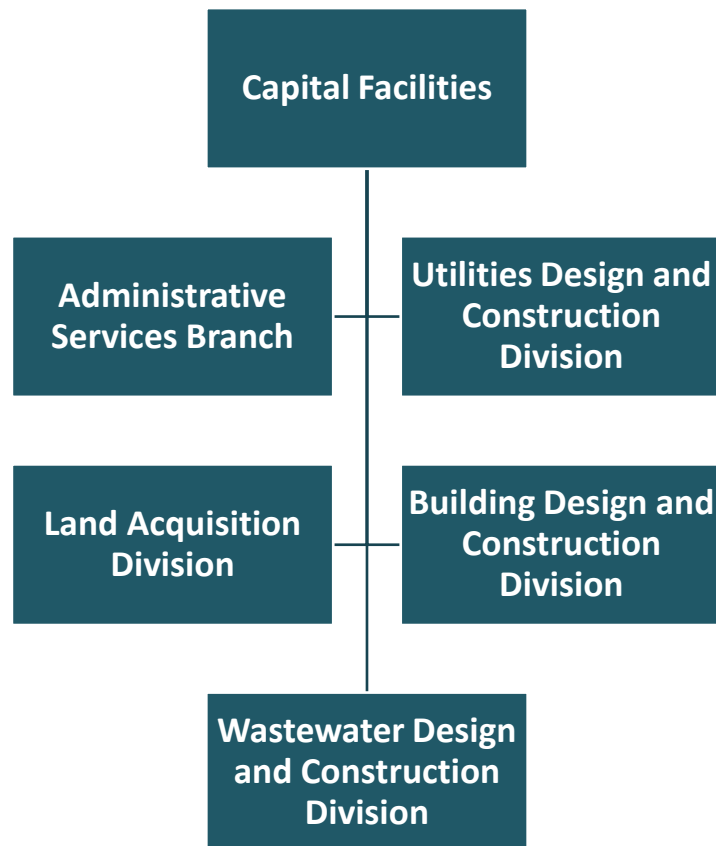 Capital Facilities
Administrative
Services Branch
Utilities Design and
Construction
Division
Land Acquisition
Division
Building Design and
Construction
Division
Wastewater Design
and Construction
Division